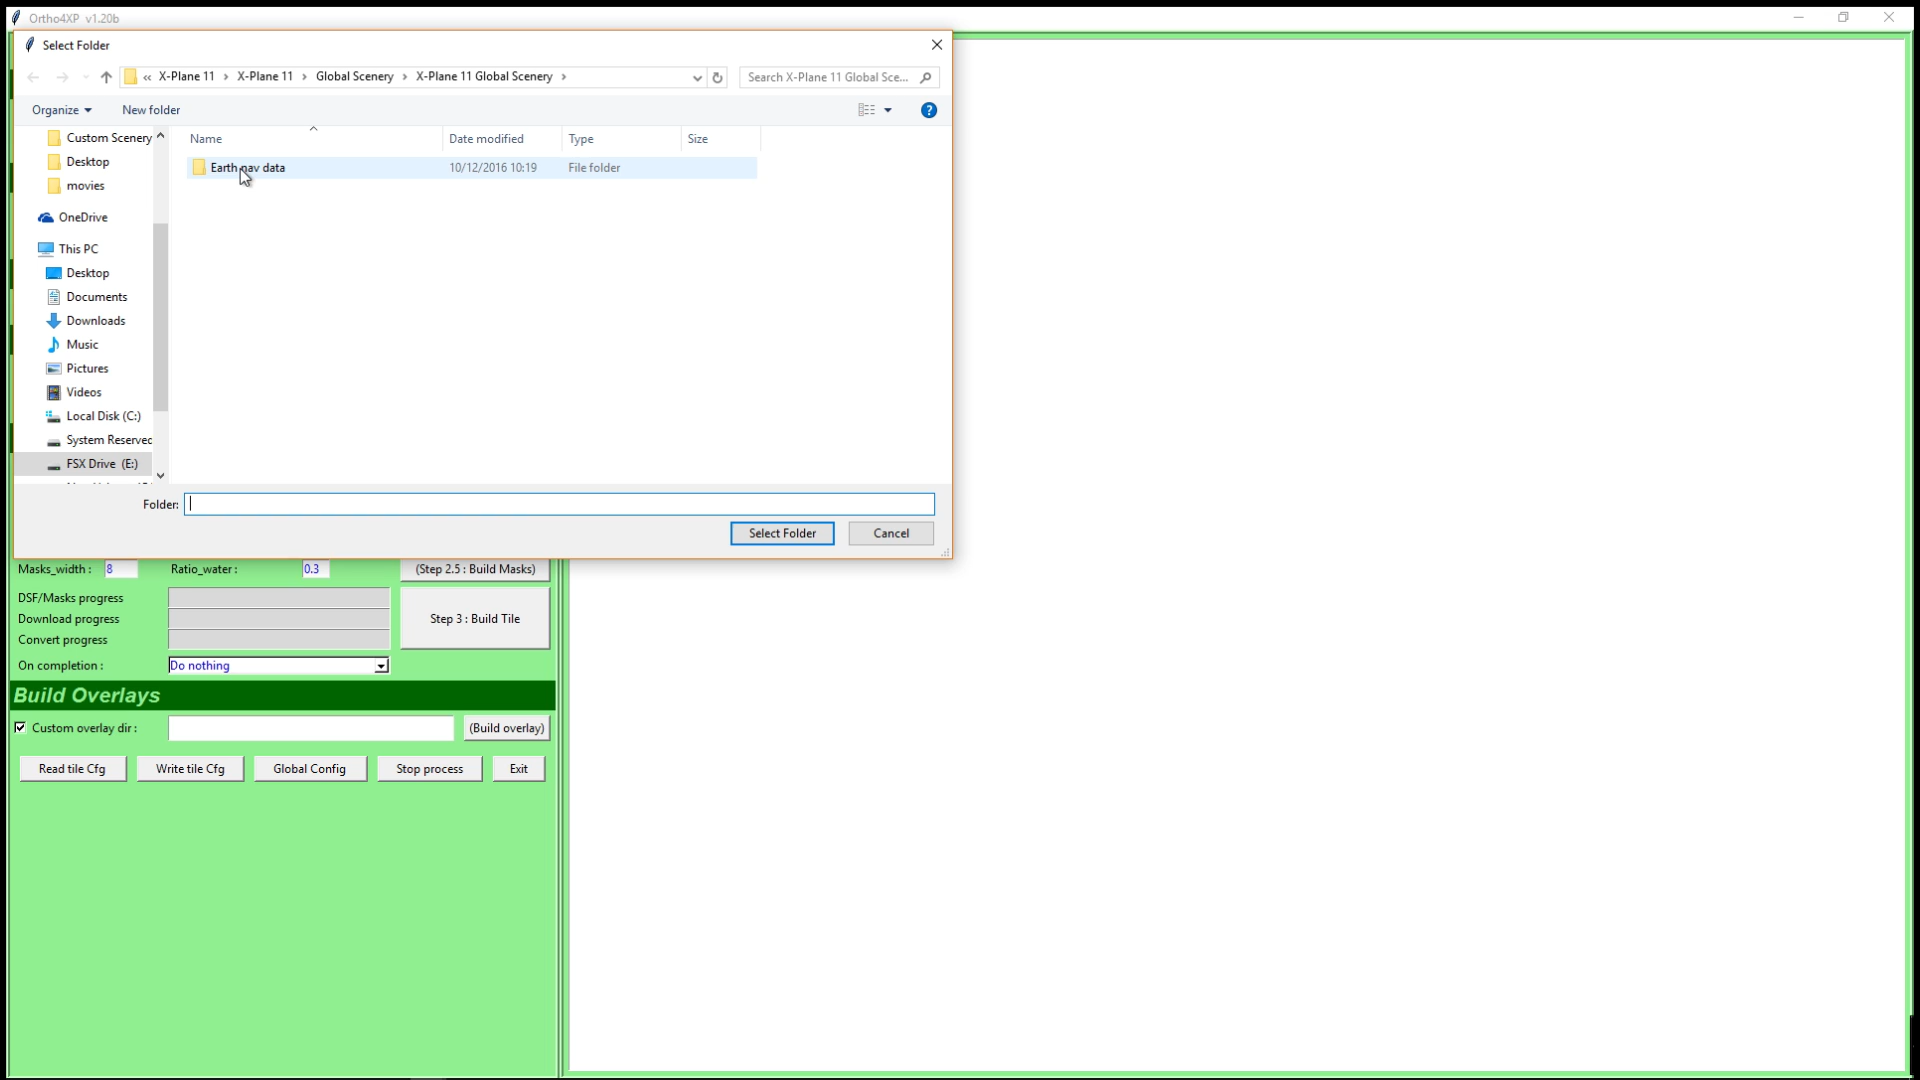 Ortho4XP v1.20b
Select Folder
« X-Plane 11 › X-Plane 11 › Global Scenery › X-Plane 11 Global Scenery ›
Search X-Plane 11 Global Sce...
Organize
New folder
Custom Scenery
Desktop
movies
OneDrive
This PC
Desktop
Documents
Downloads
Music
Pictures
Videos
Local Disk (C:)
System Reserved
FSX Drive (E:)
Name Date modified Type Size
Earth nav data 10/12/2016 10:19 File folder
Folder:
Select Folder
Cancel
Masks_width : 8 Ratio_water : 0.3 (Step 2.5 : Build Masks)
DSF/Masks progress
Download progress
Convert progress
Step 3 : Build Tile
On completion : Do nothing
Build Overlays
Custom overlay dir : (Build overlay)
Read tile Cfg Write tile Cfg Global Config Stop process Exit